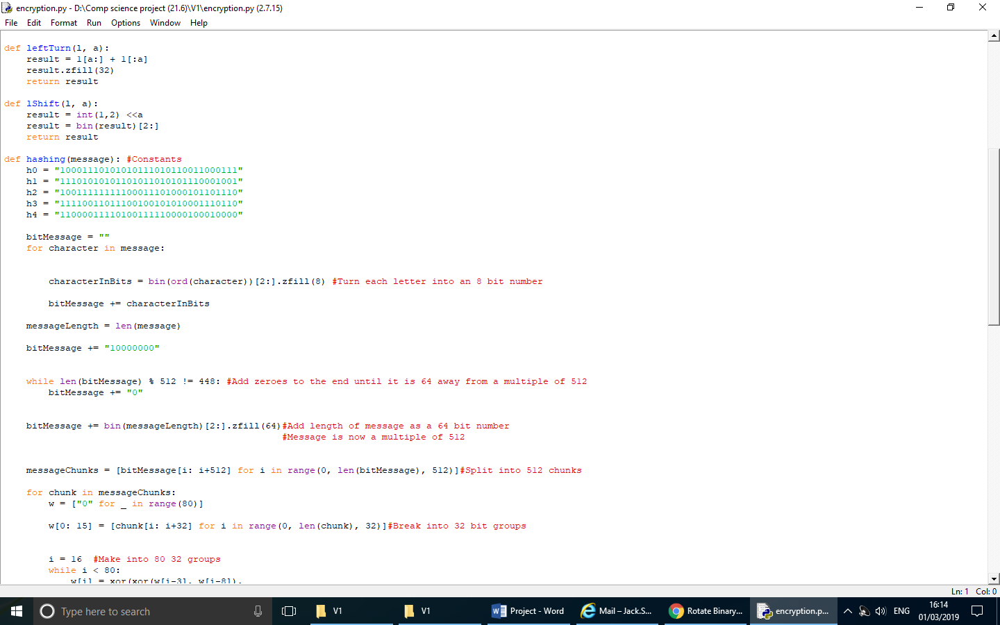 encryption.py - D:\Comp science project (21.6)\V1\encryption.py (2.7.15)
File Edit Format Run Options Window Help
def leftTurn(l, a):
    result = l[a:] + l[:a]
    result.zfill(32)
    return result
def lShift(l, a):
    result = int(l,2) <<a
    result = bin(result)[2:]
    return result
def hashing(message): #Constants
    h0 =
    h1 =
    h2 =
    h3 =
    h4 =
    bitMessage = ""
    for character in message:
        characterInBits = bin(ord(character))[2:].zfill(8) #Turn each letter into an 8 bit number
        bitMessage += characterInBits
    messageLength = len(message)
    bitMessage += "10000000"
    while len(bitMessage) % 512 != 448: #Add zeroes to the end until it is 64 away from a multiple of 512
        bitMessage += "0"
    bitMessage += bin(messageLength)[2:].zfill(64)#Add length of message as a 64 bit number
#Message is now a multiple of 512
    messageChunks = [bitMessage[i: i+512] for i in range(0, len(bitMessage), 512)]#Split into 512 chunks
    for chunk in messageChunks:
        w = ["0" for _ in range(80)]
        w[0: 15] = [chunk[i: i+32] for i in range(0, len(chunk), 32)]#Break into 32 bit groups
        i = 16  #Make into 80 32 groups
        while i < 80:
            w[i] = xor(xor(w[i-3], w[i-8]),
Ln: 1 Col: 0
Type here to search
V1
V1
Project - Word
Mail – Jack.S...
Rotate Binary...
encryption.p...
ENG
16:14
01/03/2019